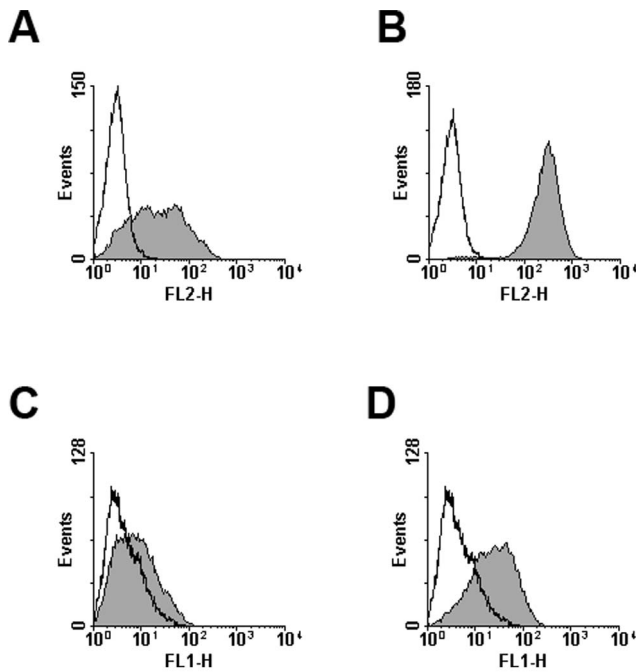 A
150
Events
0
10⁰ 10¹ 10² 10³ 10⁴
FL2-H
B
180
Events
0
10⁰ 10¹ 10² 10³ 10⁴
FL2-H
C
128
Events
0
10⁰ 10¹ 10² 10³ 10⁴
FL1-H
D
128
Events
0
10⁰ 10¹ 10² 10³ 10⁴
FL1-H